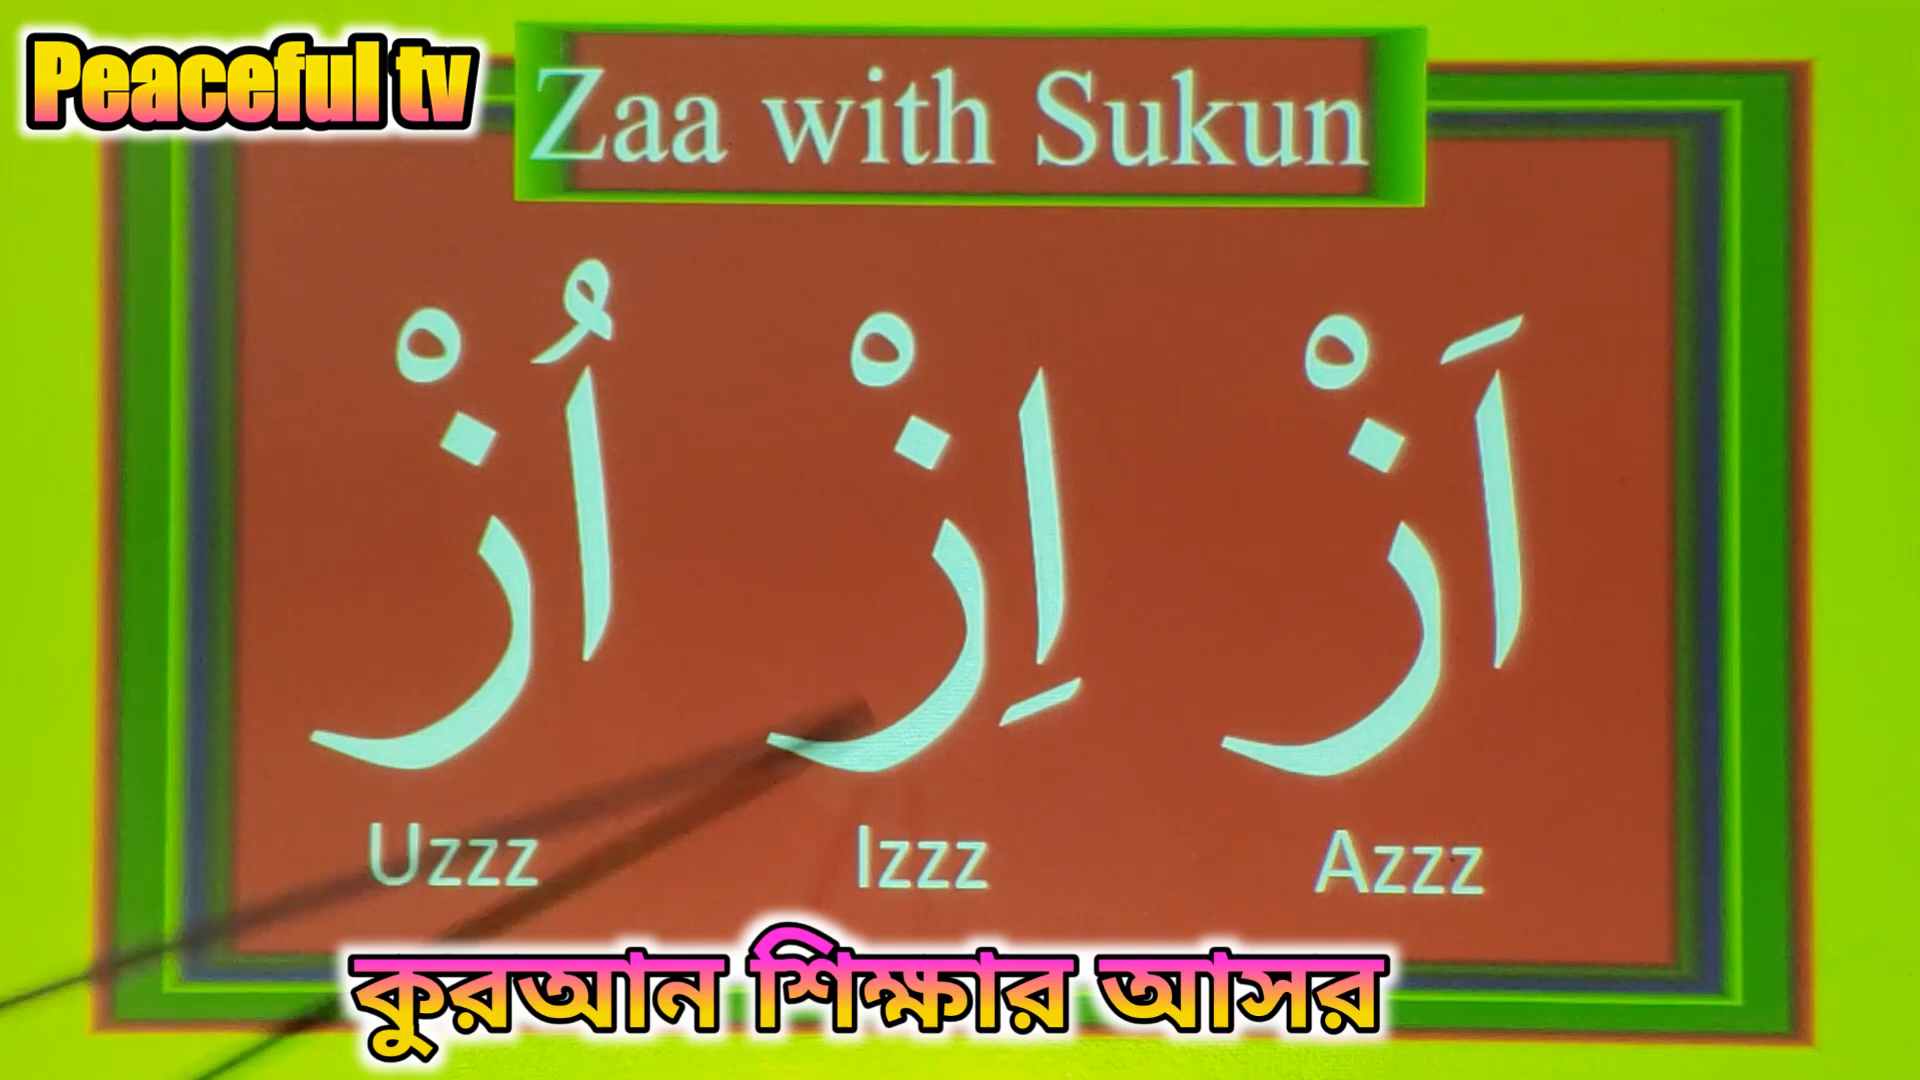 Peaceful tv
Zaa with Sukun
اَزْ اِزْ اُزْ
Uzzz Izzz Azzz
কুরআন শিক্ষার আসর